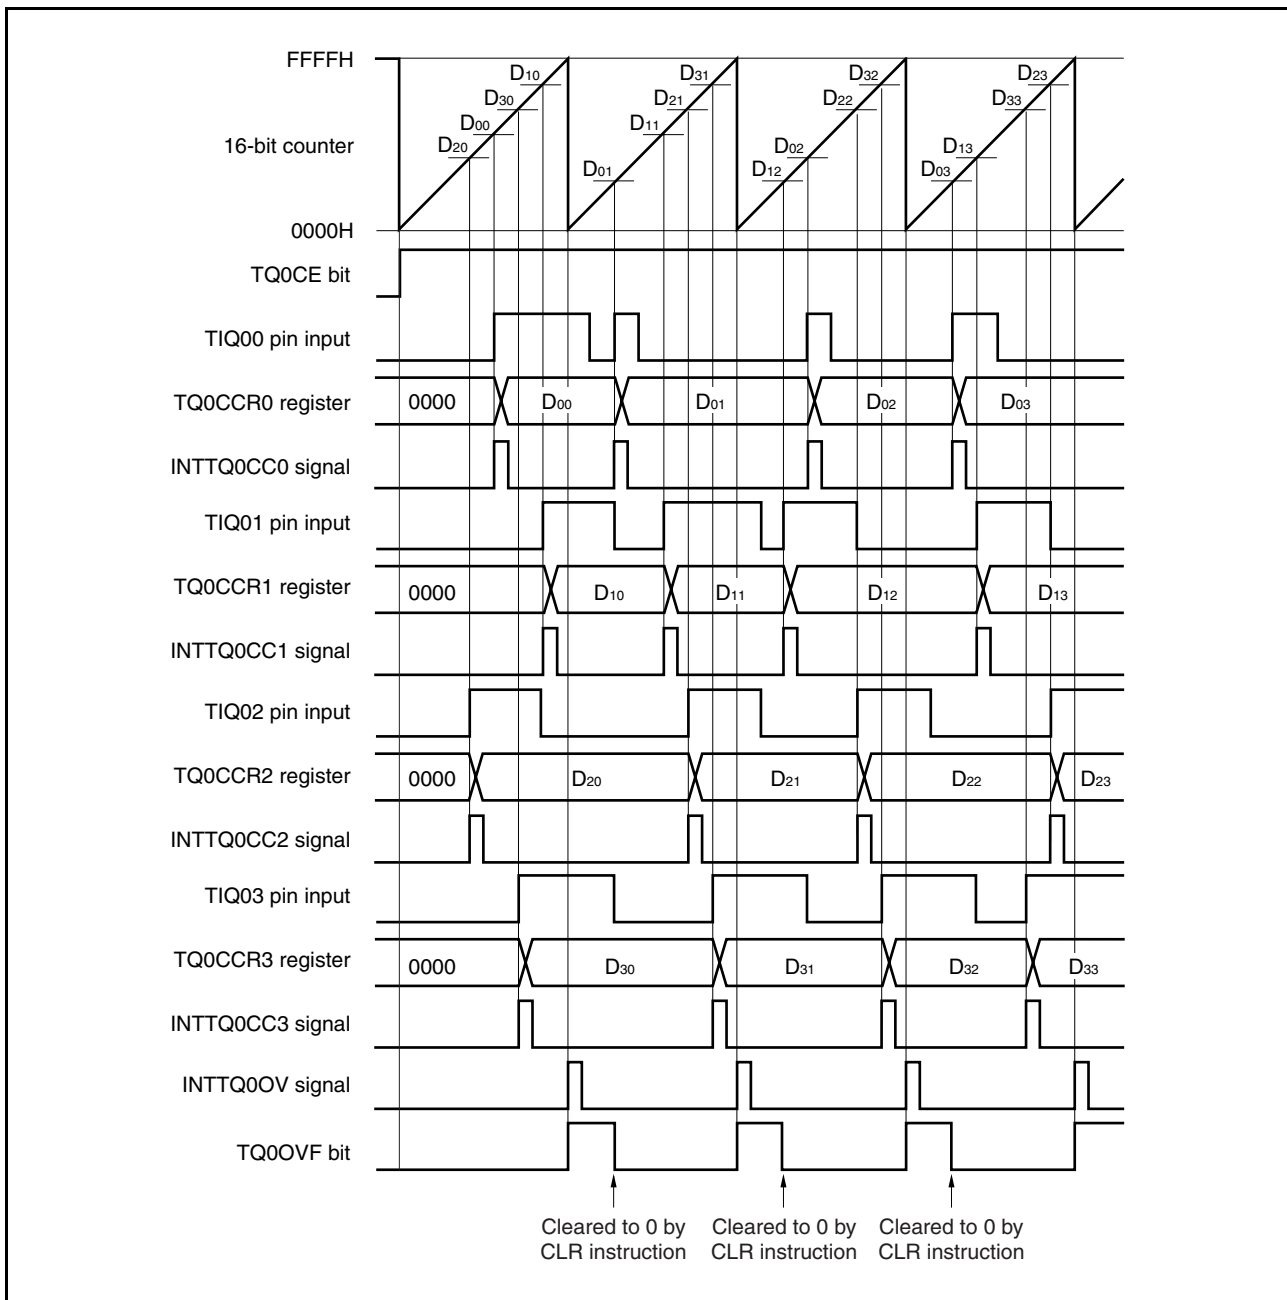 FFFFH
D10 D31 D32 D23
D30 D21 D22 D33
D00 D11
16-bit counter D20 D02 D13
D01 D12 D03
0000H
TQ0CE bit
TIQ00 pin input
TQ0CCR0 register 0000 D00 D01 D02 D03
INTTQ0CC0 signal
TIQ01 pin input
TQ0CCR1 register 0000 D10 D11 D12 D13
INTTQ0CC1 signal
TIQ02 pin input
TQ0CCR2 register 0000 D20 D21 D22 D23
INTTQ0CC2 signal
TIQ03 pin input
TQ0CCR3 register 0000 D30 D31 D32 D33
INTTQ0CC3 signal
INTTQ0OV signal
TQ0OVF bit
Cleared to 0 by
CLR instruction
Cleared to 0 by
CLR instruction
Cleared to 0 by
CLR instruction